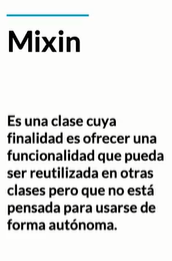 Mixin
Es una clase cuya
finalidad es ofrecer una
funcionalidad que pueda
ser reutilizada en otras
clases pero que no está
pensada para usarse de
forma autónoma.